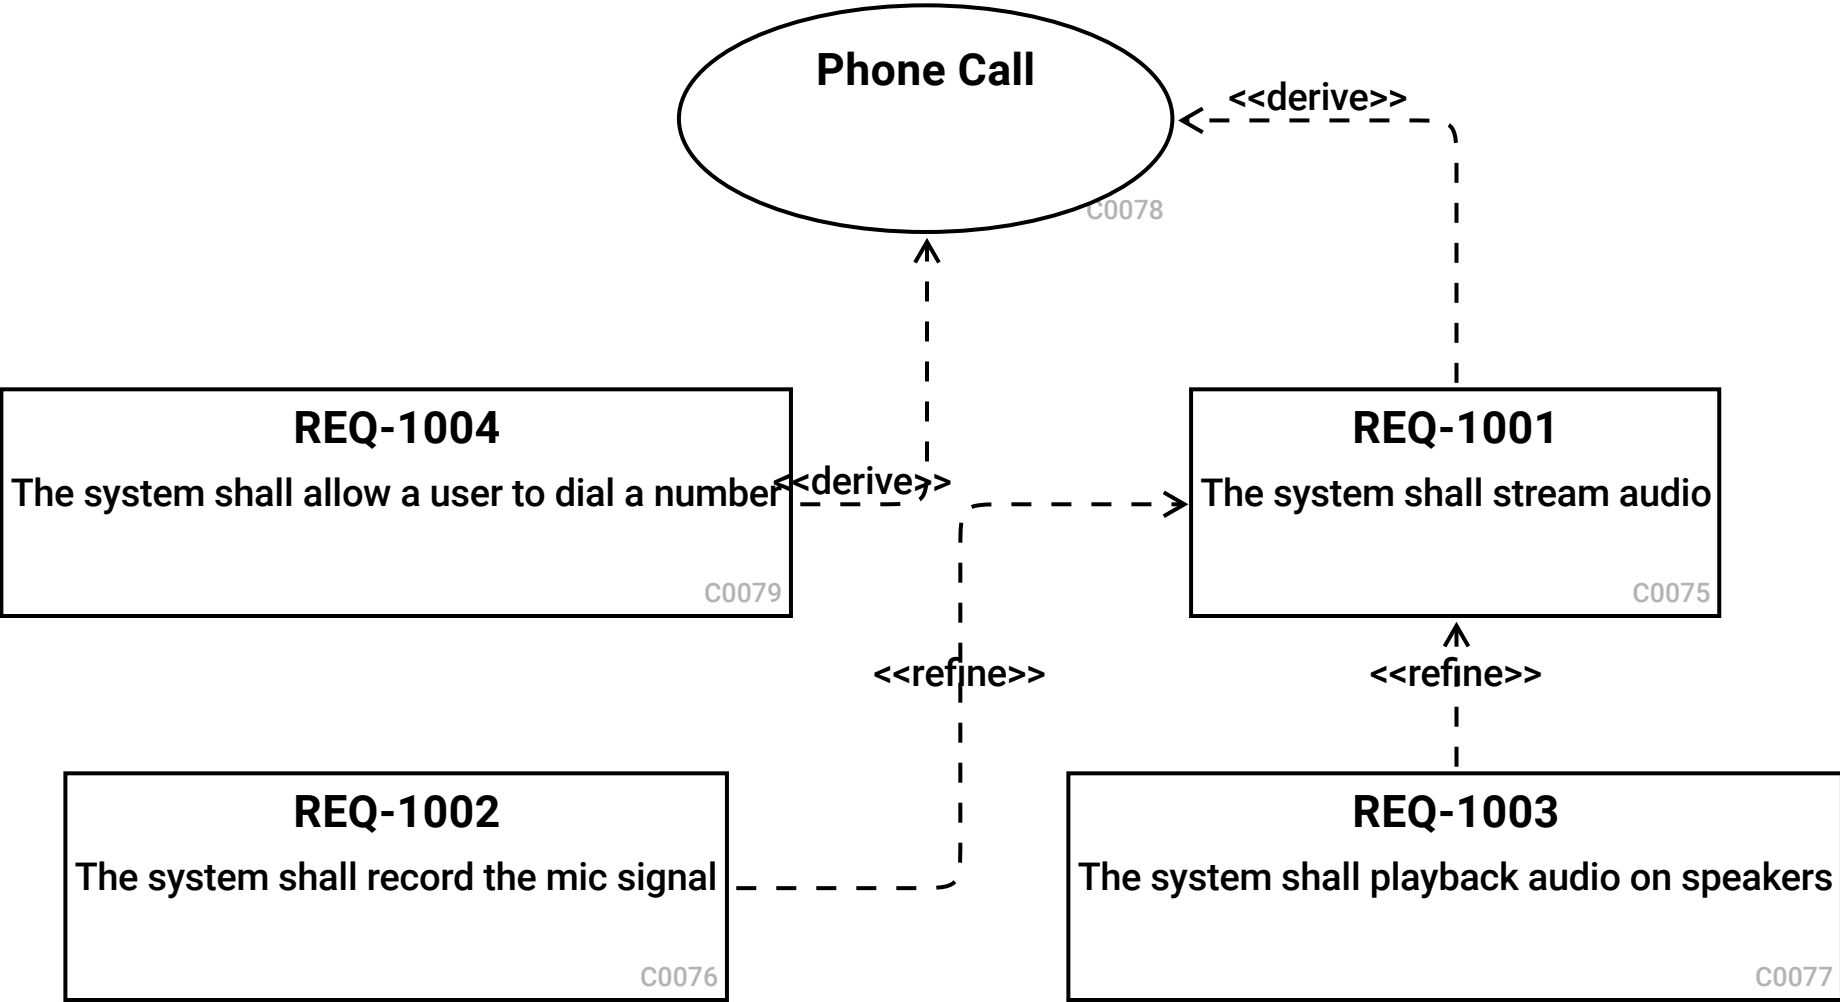 Phone Call
<<derive>>
C0078
REQ-1004
The system shall allow a user to dial a number
<<derive>>
C0079
REQ-1001
The system shall stream audio
C0075
<<refine>>
<<refine>>
REQ-1002
The system shall record the mic signal
C0076
REQ-1003
The system shall playback audio on speakers
C0077